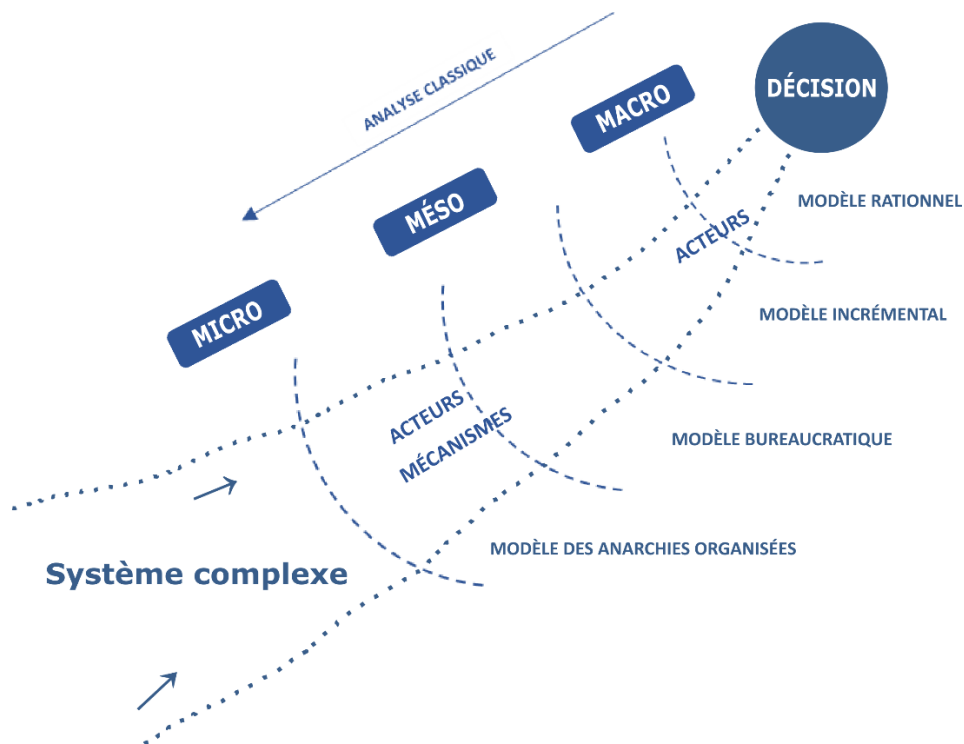 ANALYSE CLASSIQUE
DÉCISION
MACRO
MÉSO
MICRO
MODÈLE RATIONNEL
ACTEURS
MODÈLE INCRÉMENTAL
ACTEURS
MÉCANISMES
MODÈLE BUREAUCRATIQUE
MODÈLE DES ANARCHIES ORGANISÉES
Système complexe